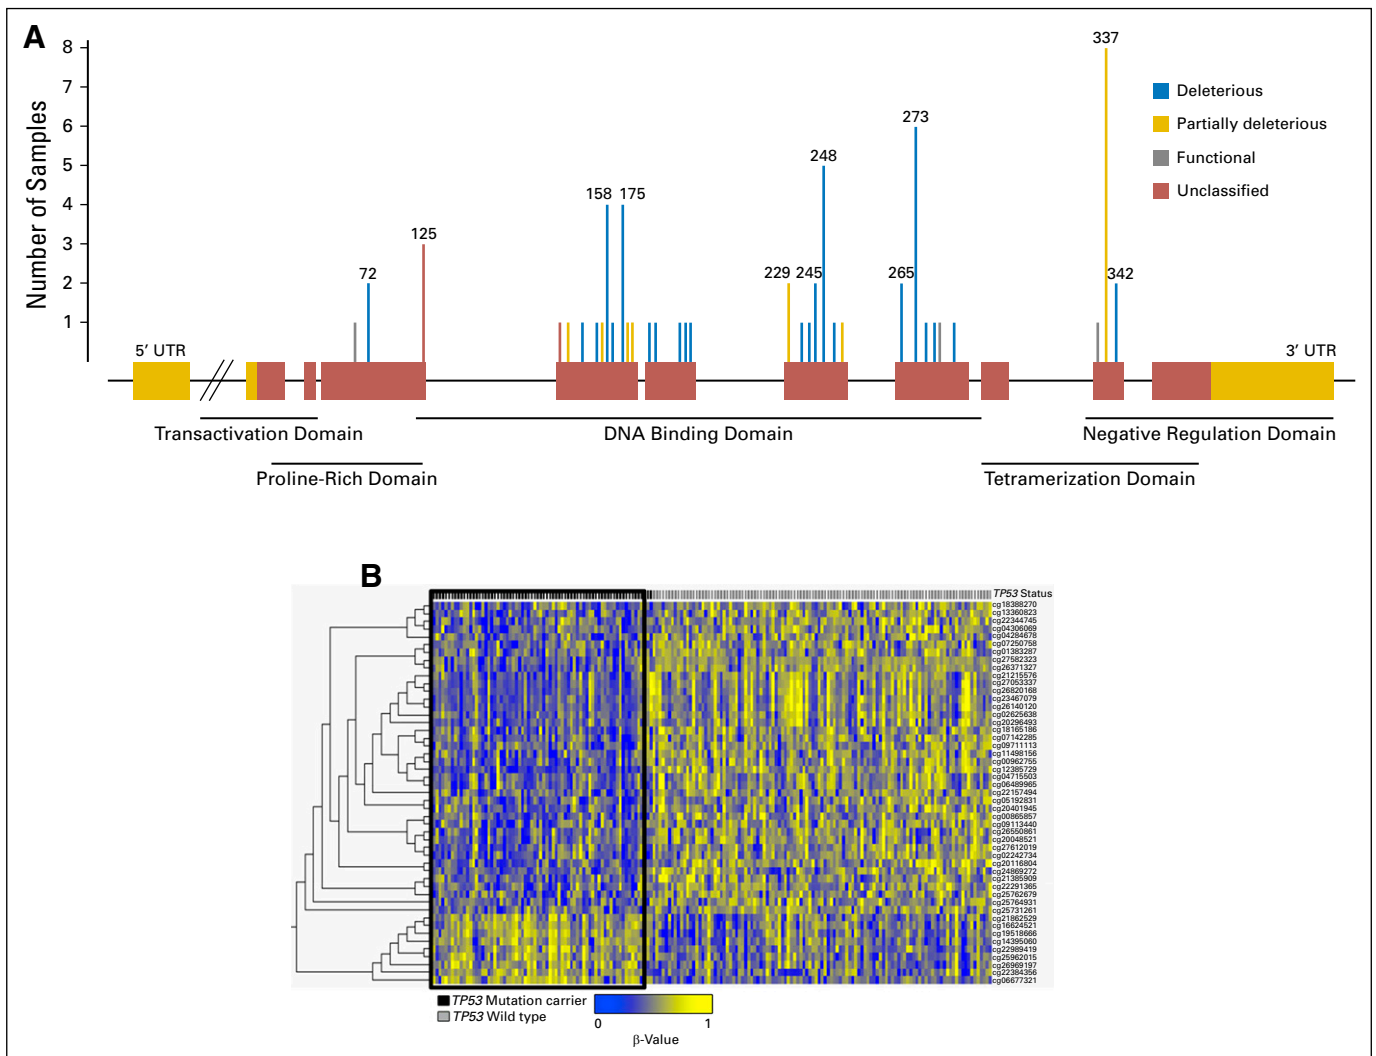 A
8
7
6
5
4
3
2
1
Number of Samples
337
273
248
158 175
125
72
229 245
265
342
Deleterious
Partially deleterious
Functional
Unclassified
5′ UTR
3′ UTR
Transactivation Domain
DNA Binding Domain
Negative Regulation Domain
Proline-Rich Domain
Tetramerization Domain
B
TP53 Status
cg18388270
cg13360823
cg22344745
cg04306069
cg04284678
cg07250758
cg01383287
cg27582323
cg26371327
cg21215576
cg27053337
cg26820168
cg23467079
cg26140120
cg02625638
cg20296493
cg18165186
cg07142285
cg09711113
cg11498156
cg00962755
cg12385729
cg04715503
cg06489965
cg22157494
cg05192831
cg20401945
cg00865857
cg09113440
cg26550861
cg20048521
cg27612019
cg02242734
cg20116804
cg24869272
cg21385909
cg22291365
cg25762679
cg25764931
cg25731261
cg21862529
cg16624521
cg19518666
cg14395060
cg22989419
cg25962015
cg26969197
cg22384356
cg06677321
TP53 Mutation carrier
TP53 Wild type
0 1
β-Value